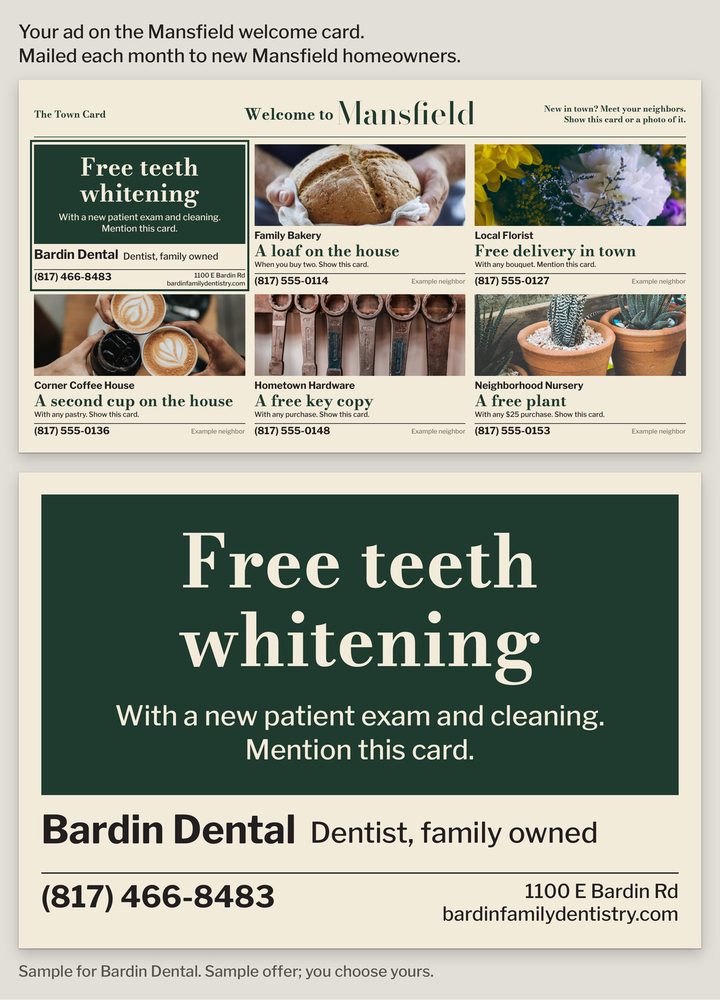 Your ad on the Mansfield welcome card.
Mailed each month to new Mansfield homeowners.
The Town Card
Welcome to Mansfield
New in town? Meet your neighbors.
Show this card or a photo of it.
Free teeth
whitening
With a new patient exam and cleaning.
Mention this card.
Bardin Dental Dentist, family owned
(817) 466-8483
1100 E Bardin Rd
bardinfamilydentistry.com
Family Bakery
A loaf on the house
When you buy two. Show this card.
(817) 555-0114 Example neighbor
Local Florist
Free delivery in town
With any bouquet. Mention this card.
(817) 555-0127 Example neighbor
Corner Coffee House
A second cup on the house
With any pastry. Show this card.
(817) 555-0136 Example neighbor
Hometown Hardware
A free key copy
With any purchase. Show this card.
(817) 555-0148 Example neighbor
Neighborhood Nursery
A free plant
With any $25 purchase. Show this card.
(817) 555-0153 Example neighbor
Free teeth
whitening
With a new patient exam and cleaning.
Mention this card.
Bardin Dental Dentist, family owned
(817) 466-8483
1100 E Bardin Rd
bardinfamilydentistry.com
Sample for Bardin Dental. Sample offer; you choose yours.